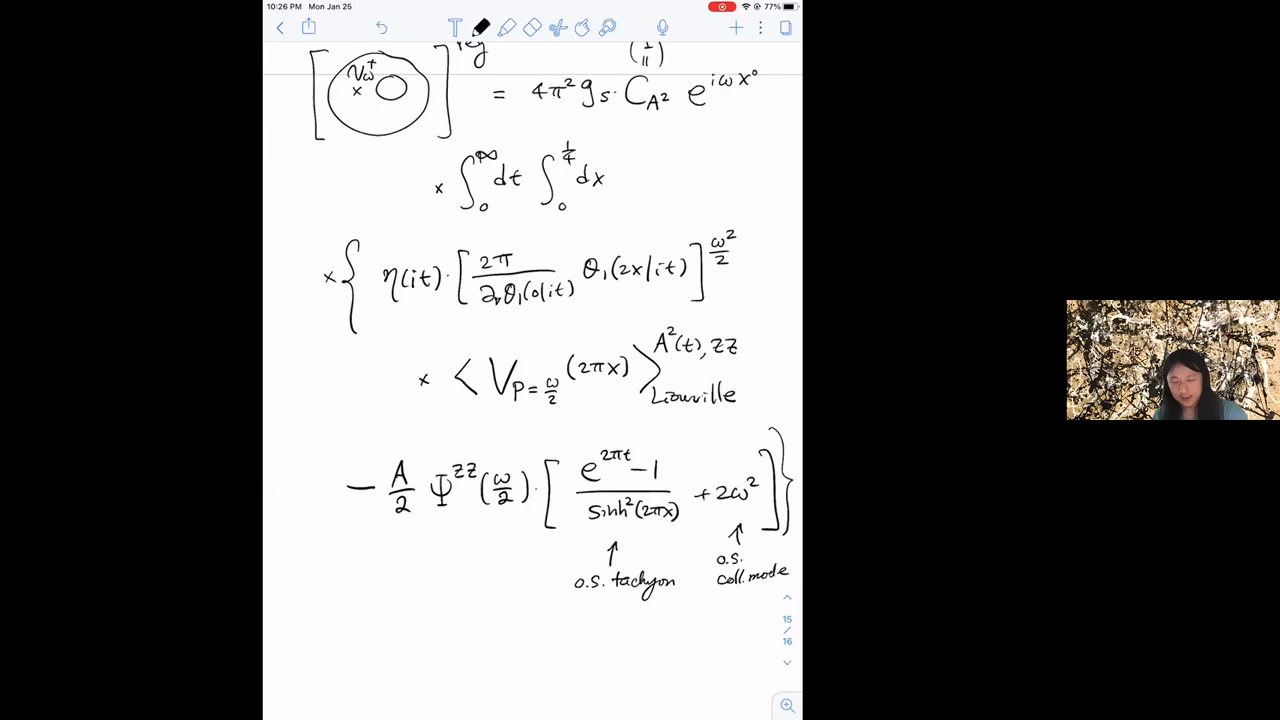 10:26 PM Mon Jan 25
77%
T
reg
[ V_ω^+ x ] = 4π² g_s · C_{A²} e^{iωx⁰}
× ∫_0^∞ dt ∫_0^{1/4} dx
× { η(it) · [ 2π / ∂_ν θ₁(0|it) θ₁(2x|it) ]^{ω²/2}
× < V_{P=ω/2} (2πx) >^{A²(t), ZZ}_{Liouville}
− A/2 Ψ^{ZZ}(ω/2) · [ (e^{2πt} − 1) / sinh²(2πx) + 2ω² ] }
↑ ↑
o.s. tachyon o.s. coll. mode
15
/
16